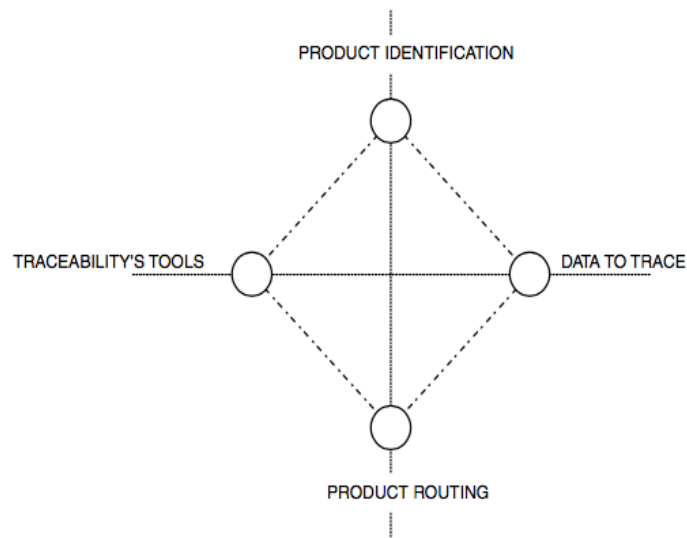 PRODUCT IDENTIFICATION
TRACEABILITY'S TOOLS
DATA TO TRACE
PRODUCT ROUTING